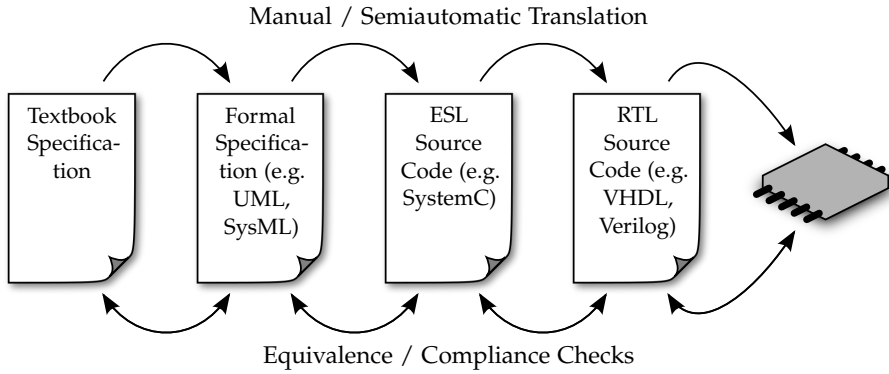 Manual / Semiautomatic Translation
Textbook
Specifica-
tion
Formal
Specifica-
tion (e.g.
UML,
SysML)
ESL
Source
Code (e.g.
SystemC)
RTL
Source
Code (e.g.
VHDL,
Verilog)
Equivalence / Compliance Checks